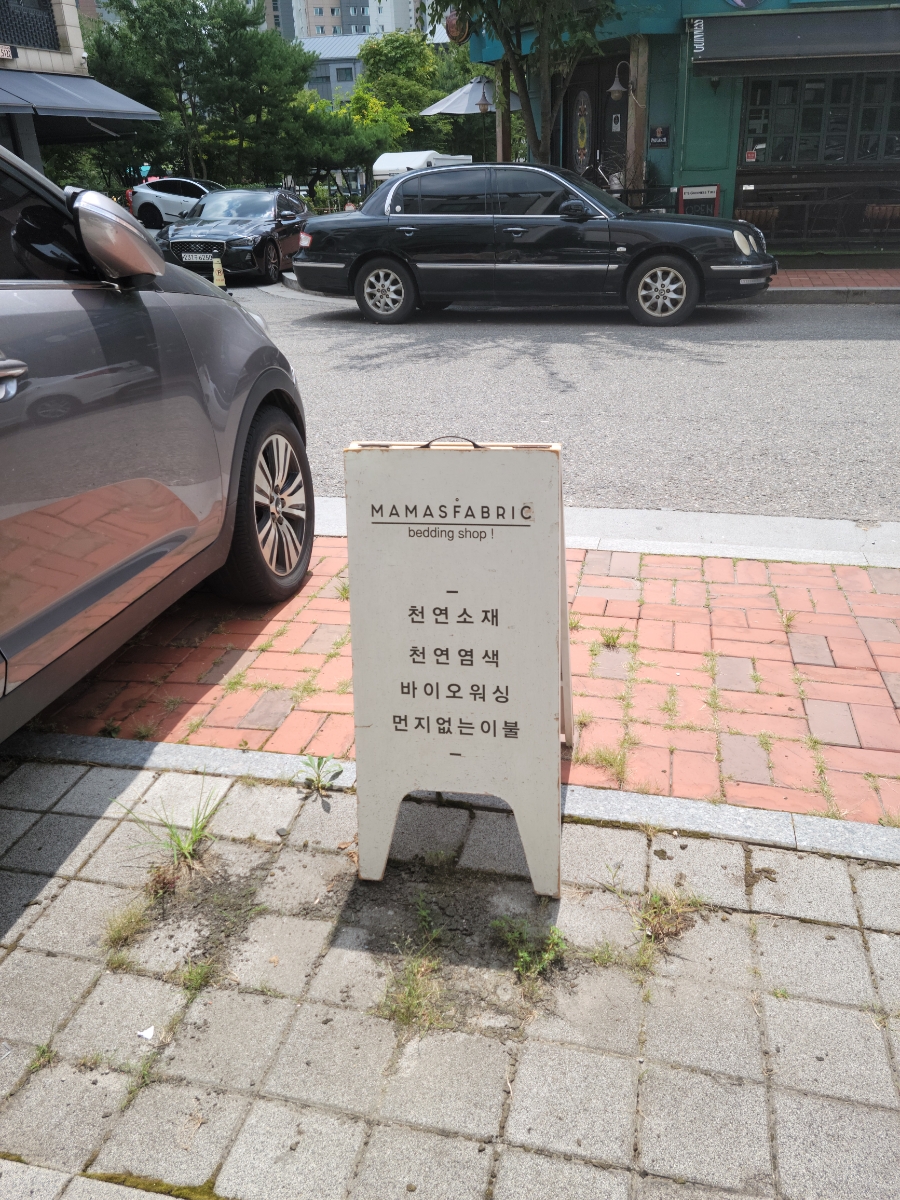 GUINNESS
MAMASFABRIC
bedding shop !
천연소재
천연염색
바이오워싱
먼지없는이불